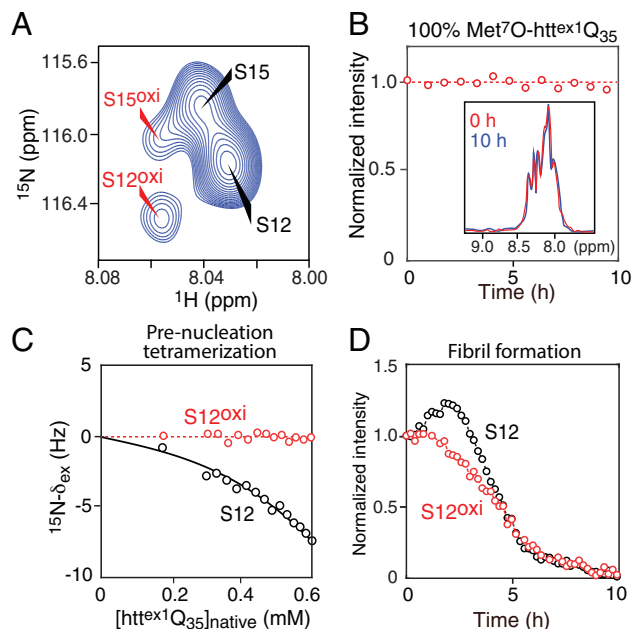 A
115.6
116.0
116.4
¹⁵N (ppm)
S15
S15ᵒˣⁱ
S12ᵒˣⁱ
S12
8.08
8.04
8.00
¹H (ppm)
B
100% Met⁷O-httᵉˣ¹Q₃₅
Normalized intensity
1.0
0.5
0
0 h
10 h
9.0
8.5
8.0
(ppm)
0
5
10
Time (h)
C
Pre-nucleation
tetramerization
¹⁵N-δₑₓ (Hz)
5
0
-5
-10
S12ᵒˣⁱ
S12
0
0.2
0.4
0.6
[httᵉˣ¹Q₃₅]native (mM)
D
Fibril formation
Normalized intensity
1.5
1.0
0.5
0
S12
S12ᵒˣⁱ
0
5
10
Time (h)